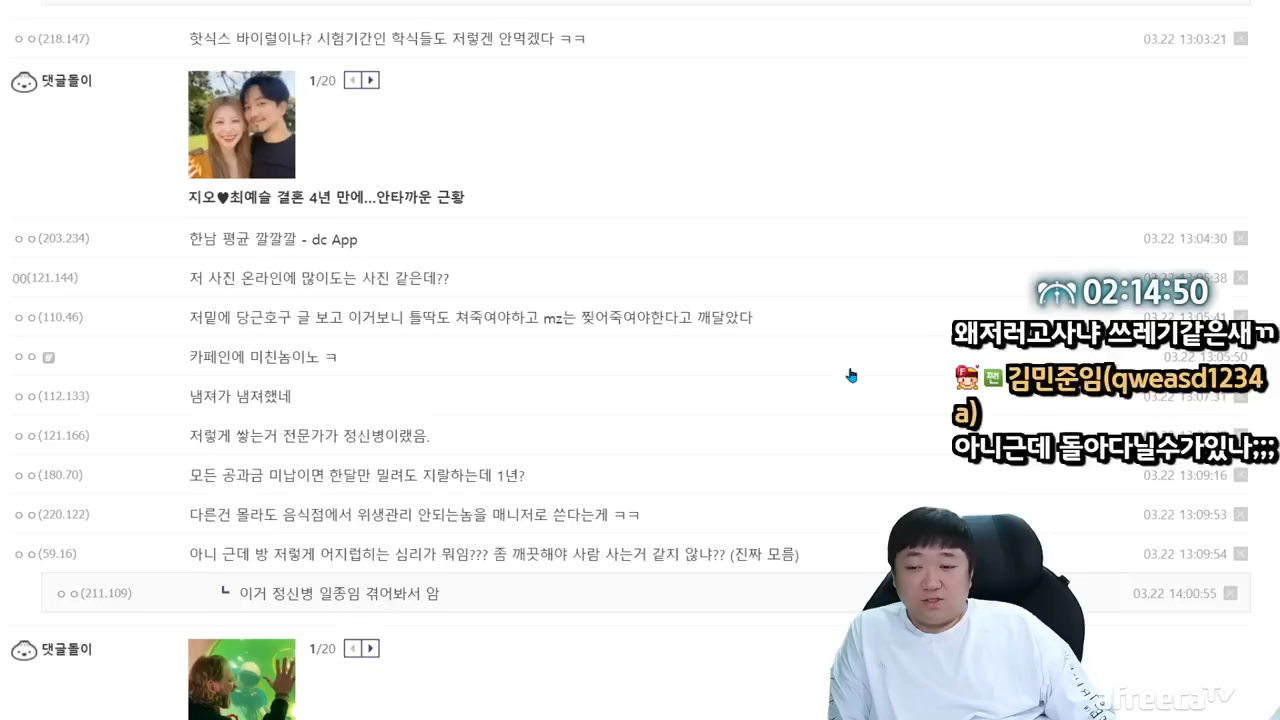 ㅇㅇ(218.147) 핫식스 바이럴이냐? 시험기간인 학식들도 저렇겐 안먹겠다 ㅋㅋ 03.22 13:03:21
댓글돌이 1/20
지오♥최예슬 결혼 4년 만에...안타까운 근황
ㅇㅇ(203.234) 한남 평균 깔깔깔 - dc App 03.22 13:04:30
00(121.144) 저 사진 온라인에 많이도는 사진 같은데??
02:14:50
ㅇㅇ(110.46) 저밑에 당근호구 글 보고 이거보니 틀딱도 쳐죽여야하고 mz는 찢어죽여야한다고 깨달았다 03.22 13:05:41
왜저러고사냐 쓰레기같은새ㄲ
ㅇㅇ 카페인에 미친놈이노 ㅋ 03.22 13:05:50
김민준임(qweasd1234
a)
ㅇㅇ(112.133) 냄져가 냄져했네 03.22 13:07:31
ㅇㅇ(121.166) 저렇게 쌓는거 전문가가 정신병이랬음.
아니근데 돌아다닐수가있나;;;
ㅇㅇ(180.70) 모든 공과금 미납이면 한달만 밀려도 지랄하는데 1년? 03.22 13:09:16
ㅇㅇ(220.122) 다른건 몰라도 음식점에서 위생관리 안되는놈을 매니저로 쓴다는게 ㅋㅋ 03.22 13:09:53
ㅇㅇ(59.16) 아니 근데 방 저렇게 어지럽히는 심리가 뭐임??? 좀 깨끗해야 사람 사는거 같지 않냐?? (진짜 모름) 03.22 13:09:54
ㅇㅇ(211.109) ┗ 이거 정신병 일종임 겪어봐서 암 03.22 14:00:55
댓글돌이 1/20
afreecaTV